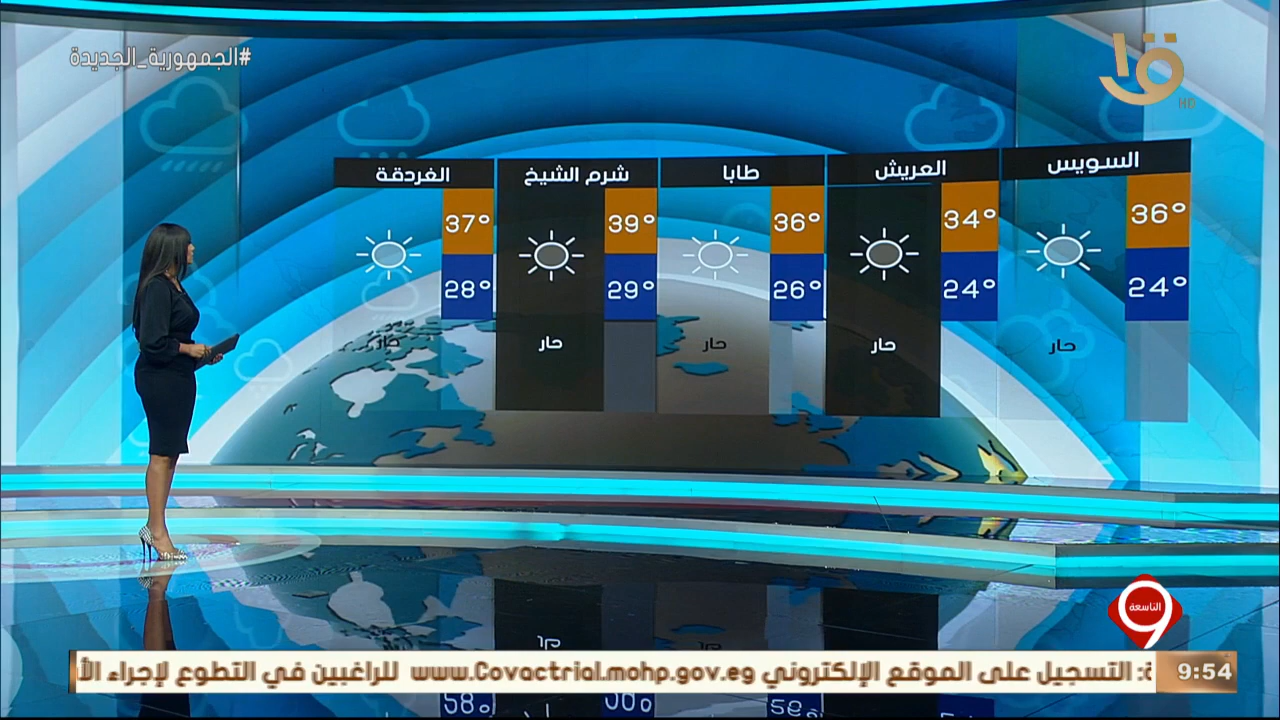 #الجمهورية_الجديدة
HD
السويس
36°
24°
حار
العريش
34°
24°
حار
طابا
36°
26°
حار
شرم الشيخ
39°
29°
حار
الغردقة
37°
28°
حار
التاسعة
9
التسجيل على الموقع الإلكتروني www.Covactrial.mohp.gov.eg للراغبين في التطوع لإجراء
9:54